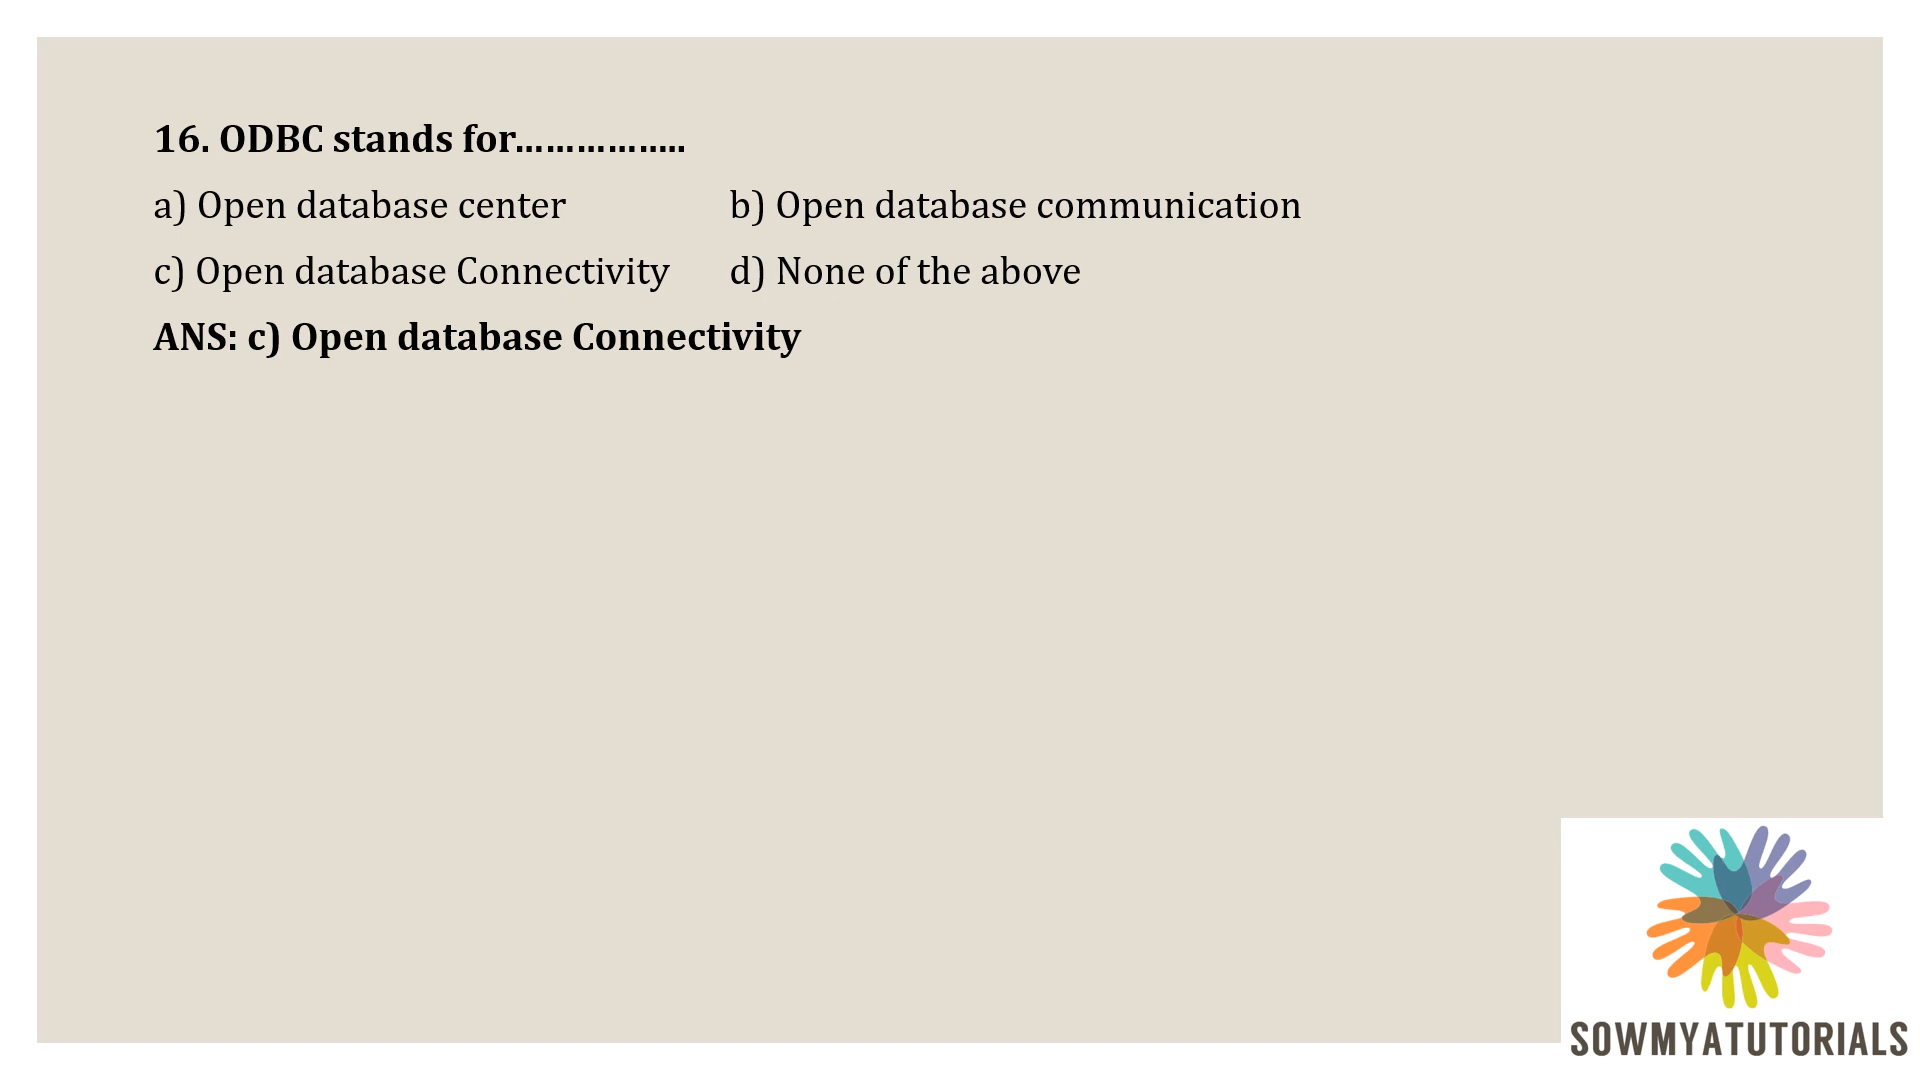 16. ODBC stands for……………..
a) Open database center b) Open database communication
c) Open database Connectivity d) None of the above
ANS: c) Open database Connectivity
SOWMYATUTORIALS